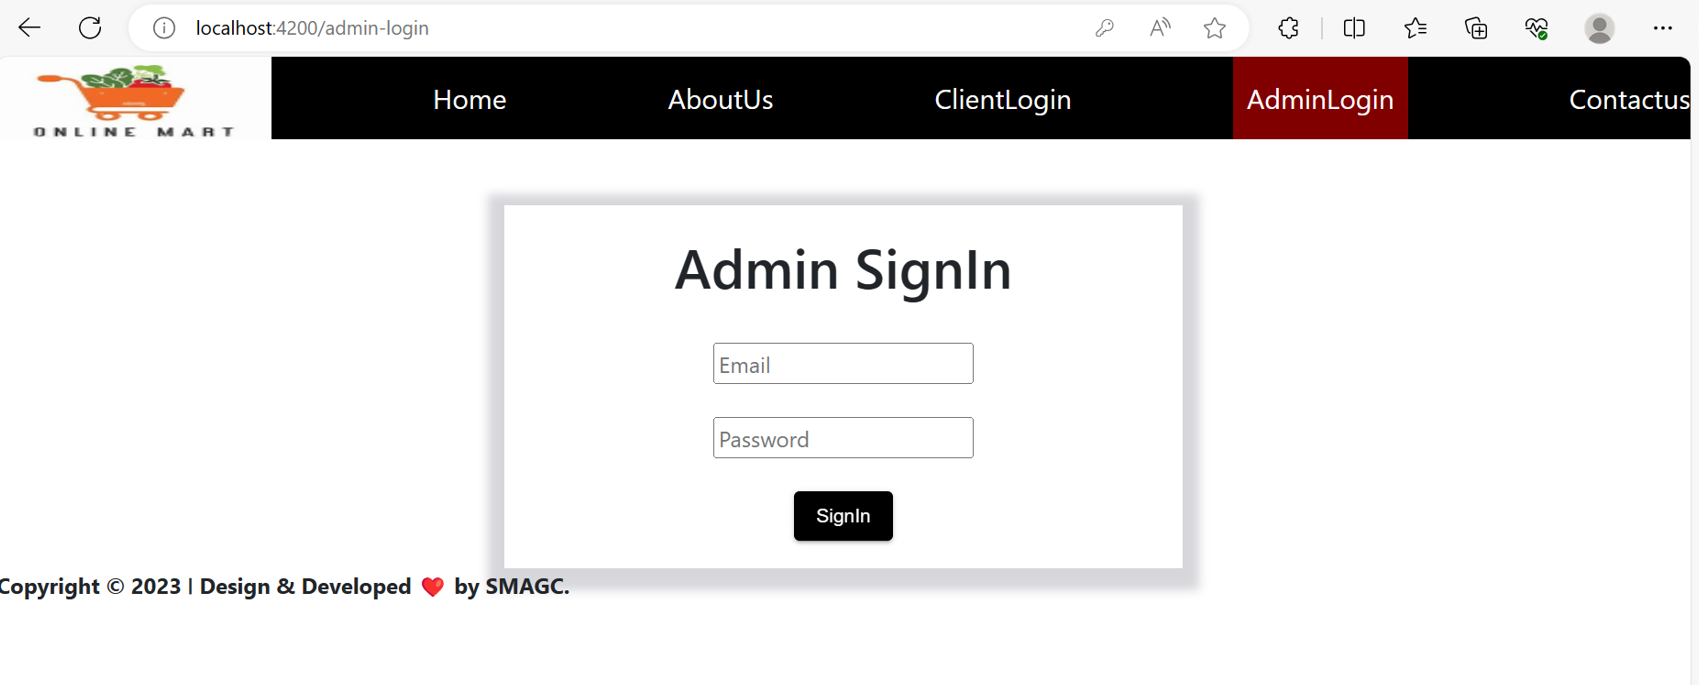 localhost:4200/admin-login
ONLINE MART
Home AboutUs ClientLogin AdminLogin Contactus
Admin SignIn
Email
Password
SignIn
Copyright © 2023 | Design & Developed ❤️ by SMAGC.